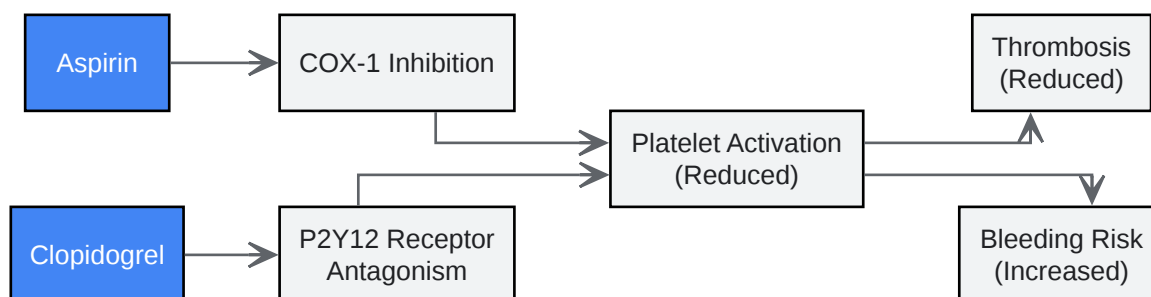 Aspirin
COX-1 Inhibition
Thrombosis
(Reduced)
Platelet Activation
(Reduced)
Clopidogrel
P2Y12 Receptor
Antagonism
Bleeding Risk
(Increased)